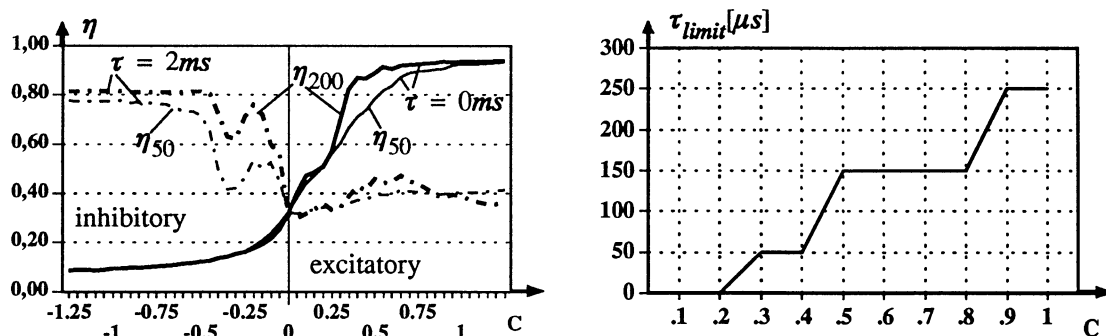 η
τ_limit[μs]
1,00
τ = 2ms
η200
0,80
τ = 0ms
η50
η50
0,60
0,40
inhibitory
0,20
excitatory
0,00
-1.25 -0.75 -0.25 0.25 0.75 C
-1 -0.5 0 0.5 1
300
250
200
150
100
50
0
.1 .2 .3 .4 .5 .6 .7 .8 .9 1 C